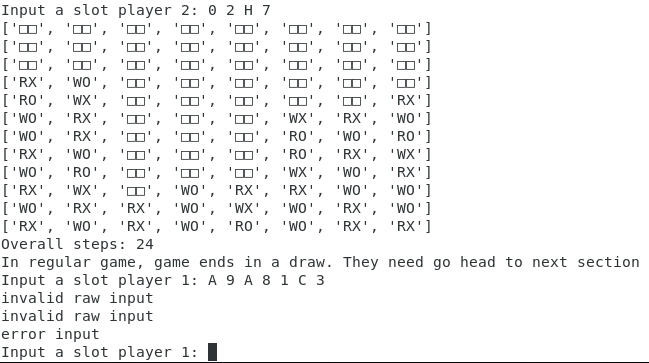 Input a slot player 2: 0 2 H 7
['□□', '□□', '□□', '□□', '□□', '□□', '□□', '□□']
['□□', '□□', '□□', '□□', '□□', '□□', '□□', '□□']
['□□', '□□', '□□', '□□', '□□', '□□', '□□', '□□']
['RX', 'WO', '□□', '□□', '□□', '□□', '□□', '□□']
['RO', 'WX', '□□', '□□', '□□', '□□', '□□', 'RX']
['WO', 'RX', '□□', '□□', '□□', 'WX', 'RX', 'WO']
['WO', 'RX', '□□', '□□', '□□', 'RO', 'WO', 'RO']
['RX', 'WO', '□□', '□□', '□□', 'RO', 'RX', 'WX']
['WO', 'RO', '□□', '□□', '□□', 'WX', 'WO', 'RX']
['RX', 'WX', '□□', 'WO', 'RX', 'RX', 'WO', 'WO']
['WO', 'RX', 'RX', 'WO', 'WX', 'WO', 'RX', 'WO']
['RX', 'WO', 'RX', 'WO', 'RO', 'WO', 'RX', 'RX']
Overall steps: 24
In regular game, game ends in a draw. They need go head to next section
Input a slot player 1: A 9 A 8 1 C 3
invalid raw input
invalid raw input
error input
Input a slot player 1: